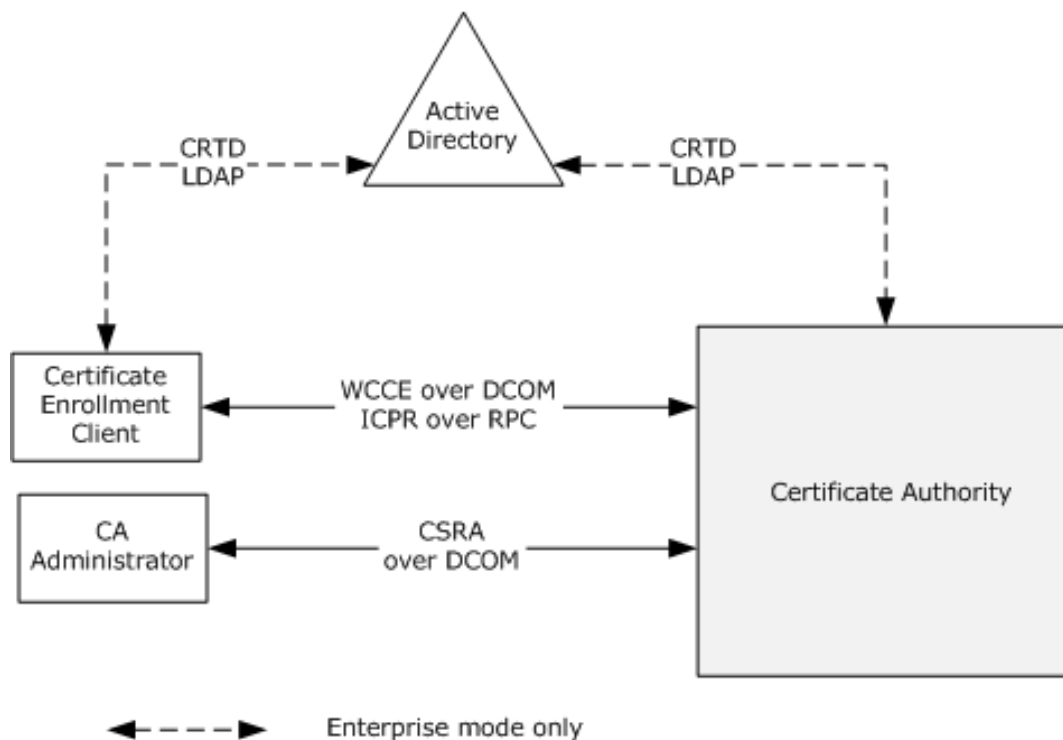 Active
Directory
CRTD
LDAP
CRTD
LDAP
Certificate
Enrollment
Client
WCCE over DCOM
ICPR over RPC
Certificate Authority
CA
Administrator
CSRA
over DCOM
Enterprise mode only